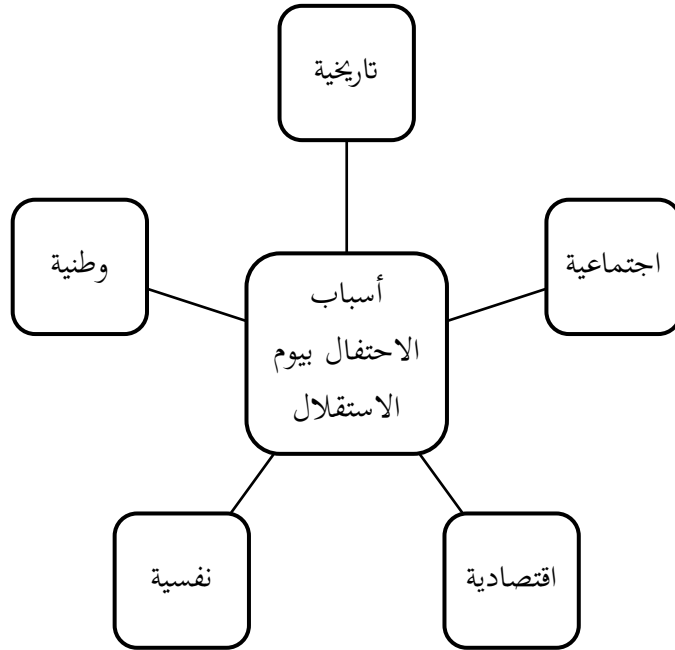 تاريخية
اجتماعية
وطنية
أسباب
الاحتفال بيوم
الاستقلال
اقتصادية
نفسية